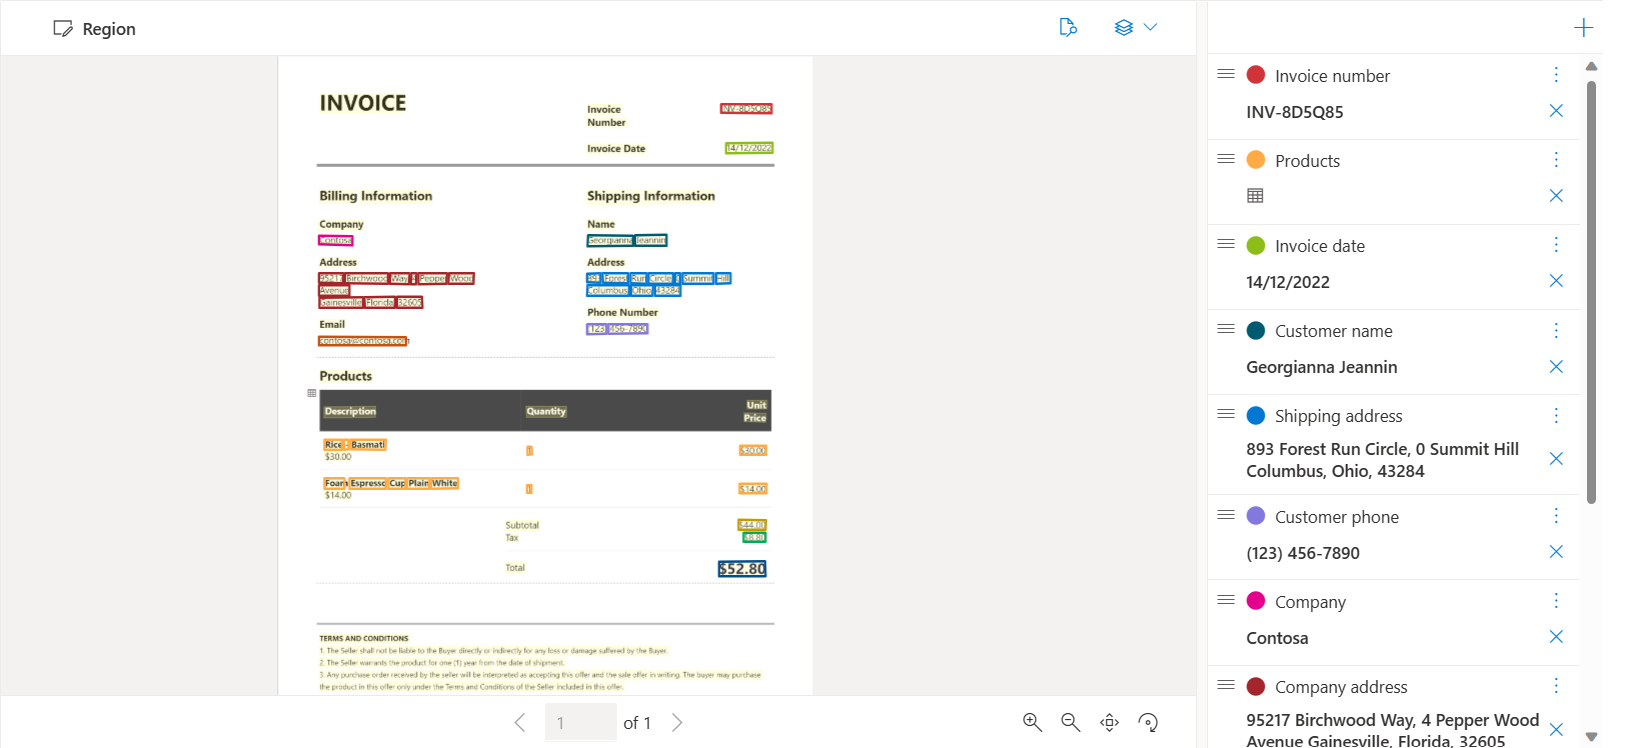 Region
INVOICE
Invoice
Number
INV-8D5Q85
Invoice Date
14/12/2022
Billing Information
Company
Contosa
Address
95217 Birchwood Way, 4 Pepper Wood
Avenue
Gainesville, Florida, 32605
Email
contosa@contosa.com
Shipping Information
Name
Georgianna Jeannin
Address
893 Forest Run Circle, 0 Summit Hill
Columbus, Ohio, 43284
Phone Number
(123) 456-7890
Products
Description Quantity Unit
Price
Rice - Basmati
$30.00
1 $30.00
Foam Espresso Cup Plain White
$14.00
1 $14.00
Subtotal $44.00
Tax $8.80
Total $52.80
TERMS AND CONDITIONS
1. The Seller shall not be liable to the Buyer directly or indirectly for any loss or damage suffered by the Buyer.
2. The Seller warrants the product for one (1) year from the date of shipment.
3. Any purchase order received by the seller will be interpreted as accepting this offer and the sale offer in writing. The buyer may purchase
the product in this offer only under the Terms and Conditions of the Seller included in this offer.
1 of 1
Invoice number
INV-8D5Q85
Products
Invoice date
14/12/2022
Customer name
Georgianna Jeannin
Shipping address
893 Forest Run Circle, 0 Summit Hill
Columbus, Ohio, 43284
Customer phone
(123) 456-7890
Company
Contosa
Company address
95217 Birchwood Way, 4 Pepper Wood
Avenue Gainesville, Florida, 32605